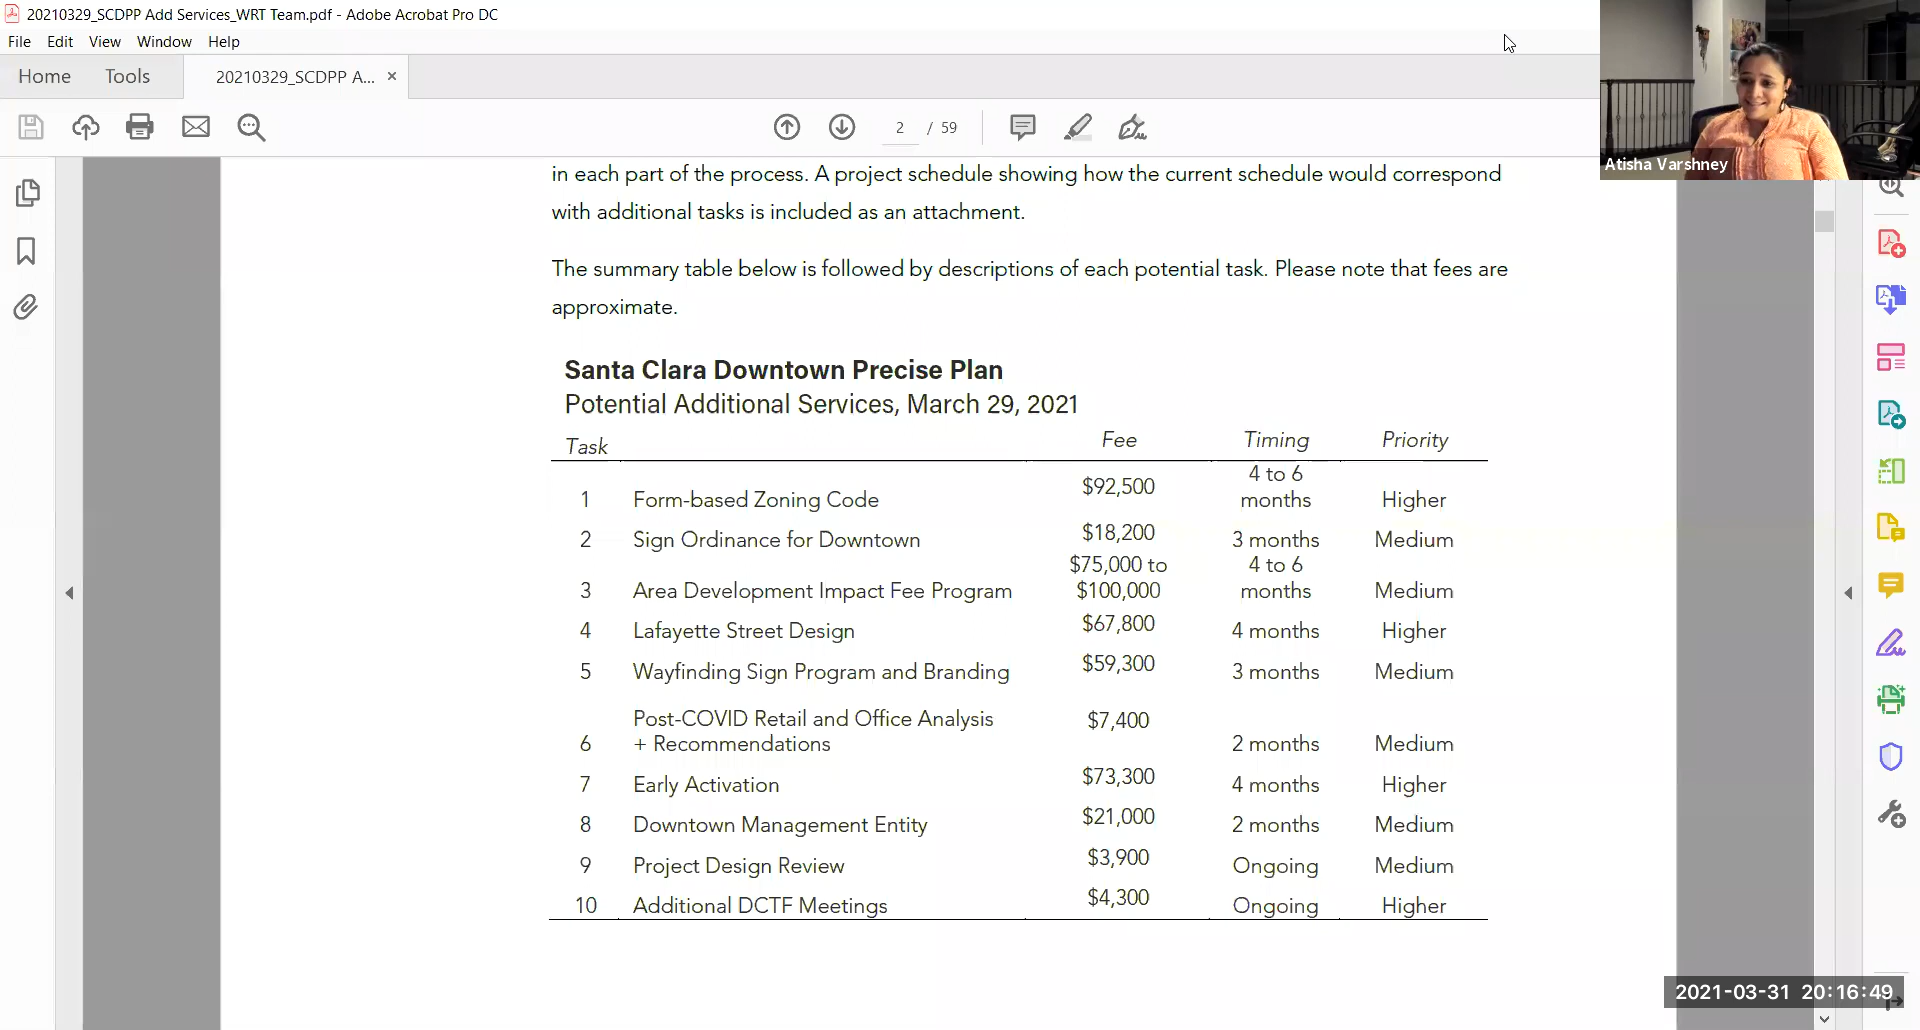 20210329_SCDPP Add Services_WRT Team.pdf - Adobe Acrobat Pro DC
File Edit View Window Help
Home Tools 20210329_SCDPP A... ×
2 / 59
Atisha Varshney
in each part of the process. A project schedule showing how the current schedule would correspond
with additional tasks is included as an attachment.
The summary table below is followed by descriptions of each potential task. Please note that fees are
approximate.
Santa Clara Downtown Precise Plan
Potential Additional Services, March 29, 2021
Task Fee Timing Priority
1 Form-based Zoning Code $92,500 4 to 6 months Higher
2 Sign Ordinance for Downtown $18,200 3 months Medium
3 Area Development Impact Fee Program $75,000 to $100,000 4 to 6 months Medium
4 Lafayette Street Design $67,800 4 months Higher
5 Wayfinding Sign Program and Branding $59,300 3 months Medium
6 Post-COVID Retail and Office Analysis + Recommendations $7,400 2 months Medium
7 Early Activation $73,300 4 months Higher
8 Downtown Management Entity $21,000 2 months Medium
9 Project Design Review $3,900 Ongoing Medium
10 Additional DCTF Meetings $4,300 Ongoing Higher
2021-03-31 20:16:49